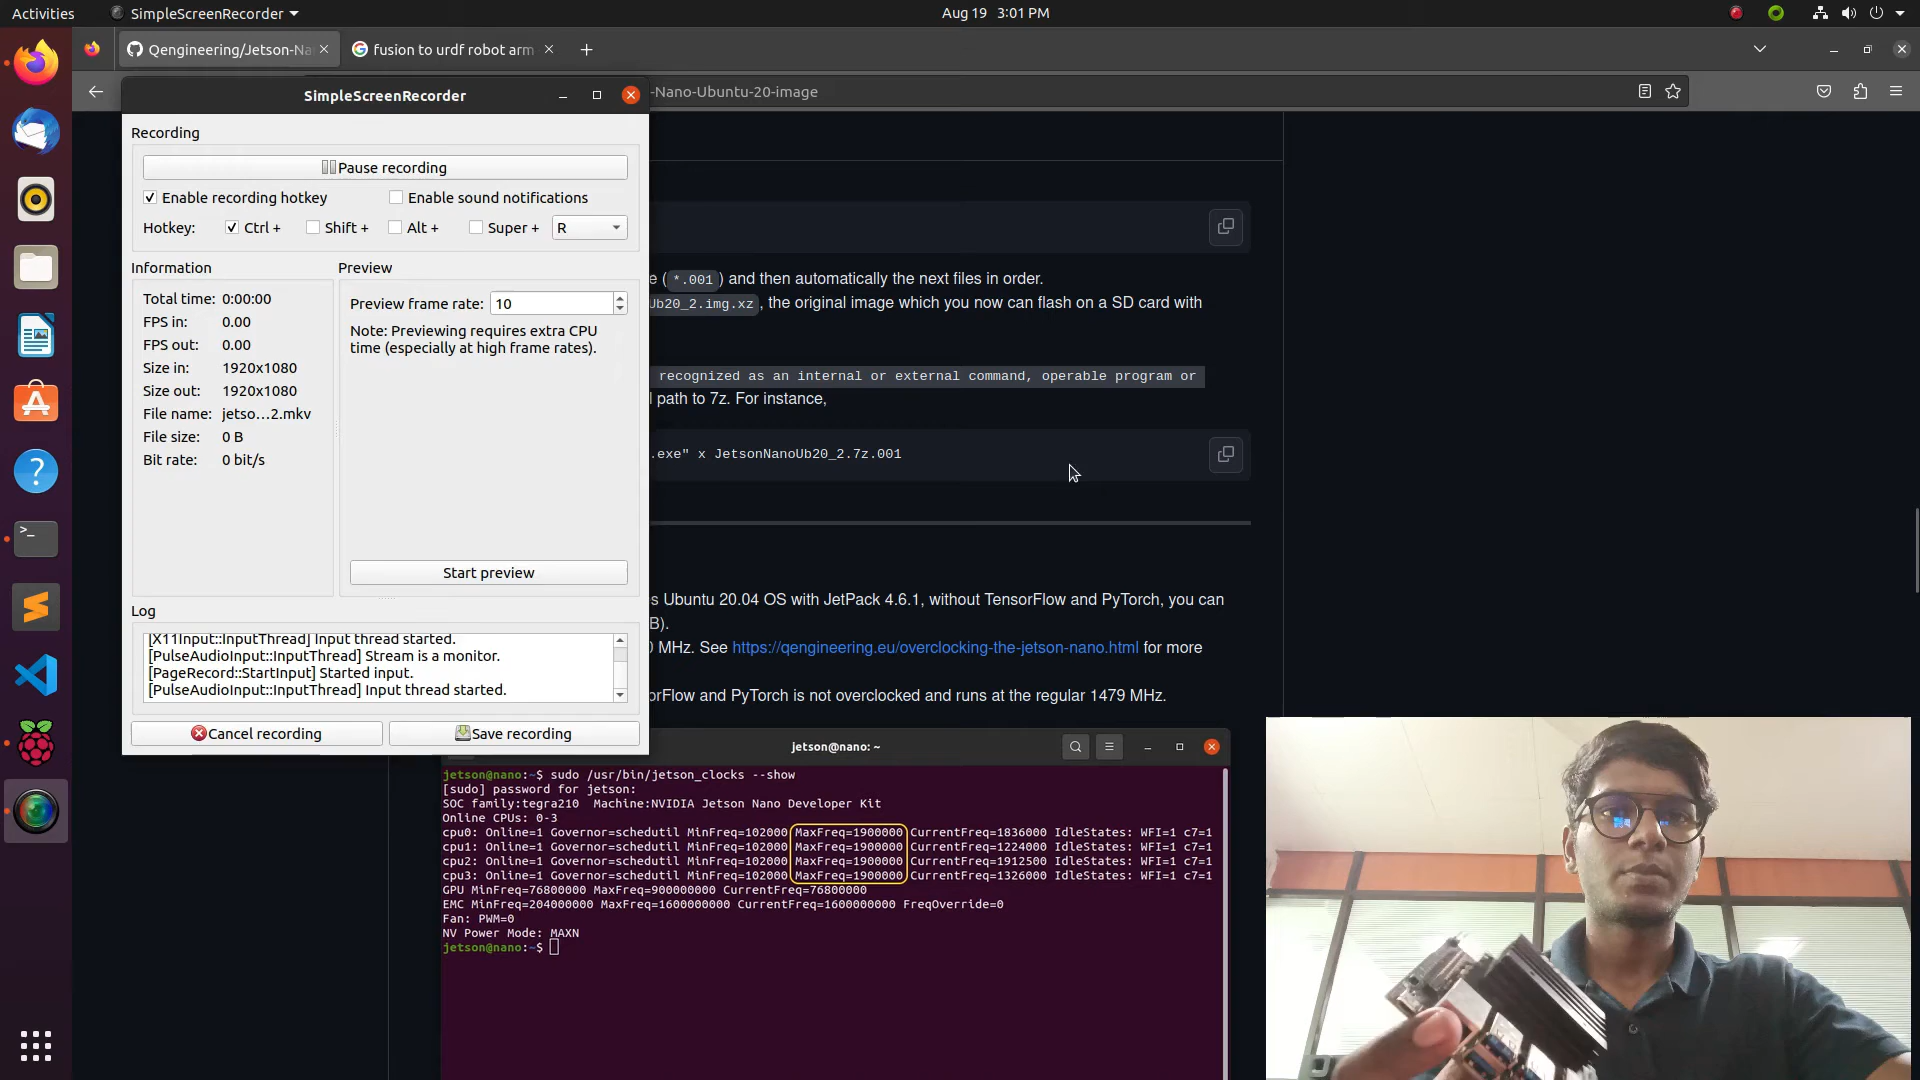 Activities
SimpleScreenRecorder
Aug 19 3:01 PM
Qengineering/Jetson-Na
fusion to urdf robot arm
-Nano-Ubuntu-20-image
SimpleScreenRecorder
Recording
Pause recording
Enable recording hotkey
Enable sound notifications
Hotkey: Ctrl + Shift + Alt + Super + R
Information
Total time: 0:00:00
FPS in: 0.00
FPS out: 0.00
Size in: 1920x1080
Size out: 1920x1080
File name: jetso...2.mkv
File size: 0 B
Bit rate: 0 bit/s
Preview
Preview frame rate: 10
Note: Previewing requires extra CPU
time (especially at high frame rates).
Start preview
Log
[X11Input::InputThread] Input thread started.
[PulseAudioInput::InputThread] Stream is a monitor.
[PageRecord::StartInput] Started input.
[PulseAudioInput::InputThread] Input thread started.
Cancel recording
Save recording
e ( *.001 ) and then automatically the next files in order.
Ub20_2.img.xz , the original image which you now can flash on a SD card with
recognized as an internal or external command, operable program or
l path to 7z. For instance,
.exe" x JetsonNanoUb20_2.7z.001
s Ubuntu 20.04 OS with JetPack 4.6.1, without TensorFlow and PyTorch, you can
B).
0 MHz. See https://qengineering.eu/overclocking-the-jetson-nano.html for more
orFlow and PyTorch is not overclocked and runs at the regular 1479 MHz.
jetson@nano: ~
jetson@nano:~$ sudo /usr/bin/jetson_clocks --show
[sudo] password for jetson:
SOC family:tegra210 Machine:NVIDIA Jetson Nano Developer Kit
Online CPUs: 0-3
cpu0: Online=1 Governor=schedutil MinFreq=102000 MaxFreq=1900000 CurrentFreq=1836000 IdleStates: WFI=1 c7=1
cpu1: Online=1 Governor=schedutil MinFreq=102000 MaxFreq=1900000 CurrentFreq=1224000 IdleStates: WFI=1 c7=1
cpu2: Online=1 Governor=schedutil MinFreq=102000 MaxFreq=1900000 CurrentFreq=1912500 IdleStates: WFI=1 c7=1
cpu3: Online=1 Governor=schedutil MinFreq=102000 MaxFreq=1900000 CurrentFreq=1326000 IdleStates: WFI=1 c7=1
GPU MinFreq=76800000 MaxFreq=900000000 CurrentFreq=76800000
EMC MinFreq=204000000 MaxFreq=1600000000 CurrentFreq=1600000000 FreqOverride=0
Fan: PWM=0
NV Power Mode: MAXN
jetson@nano:~$